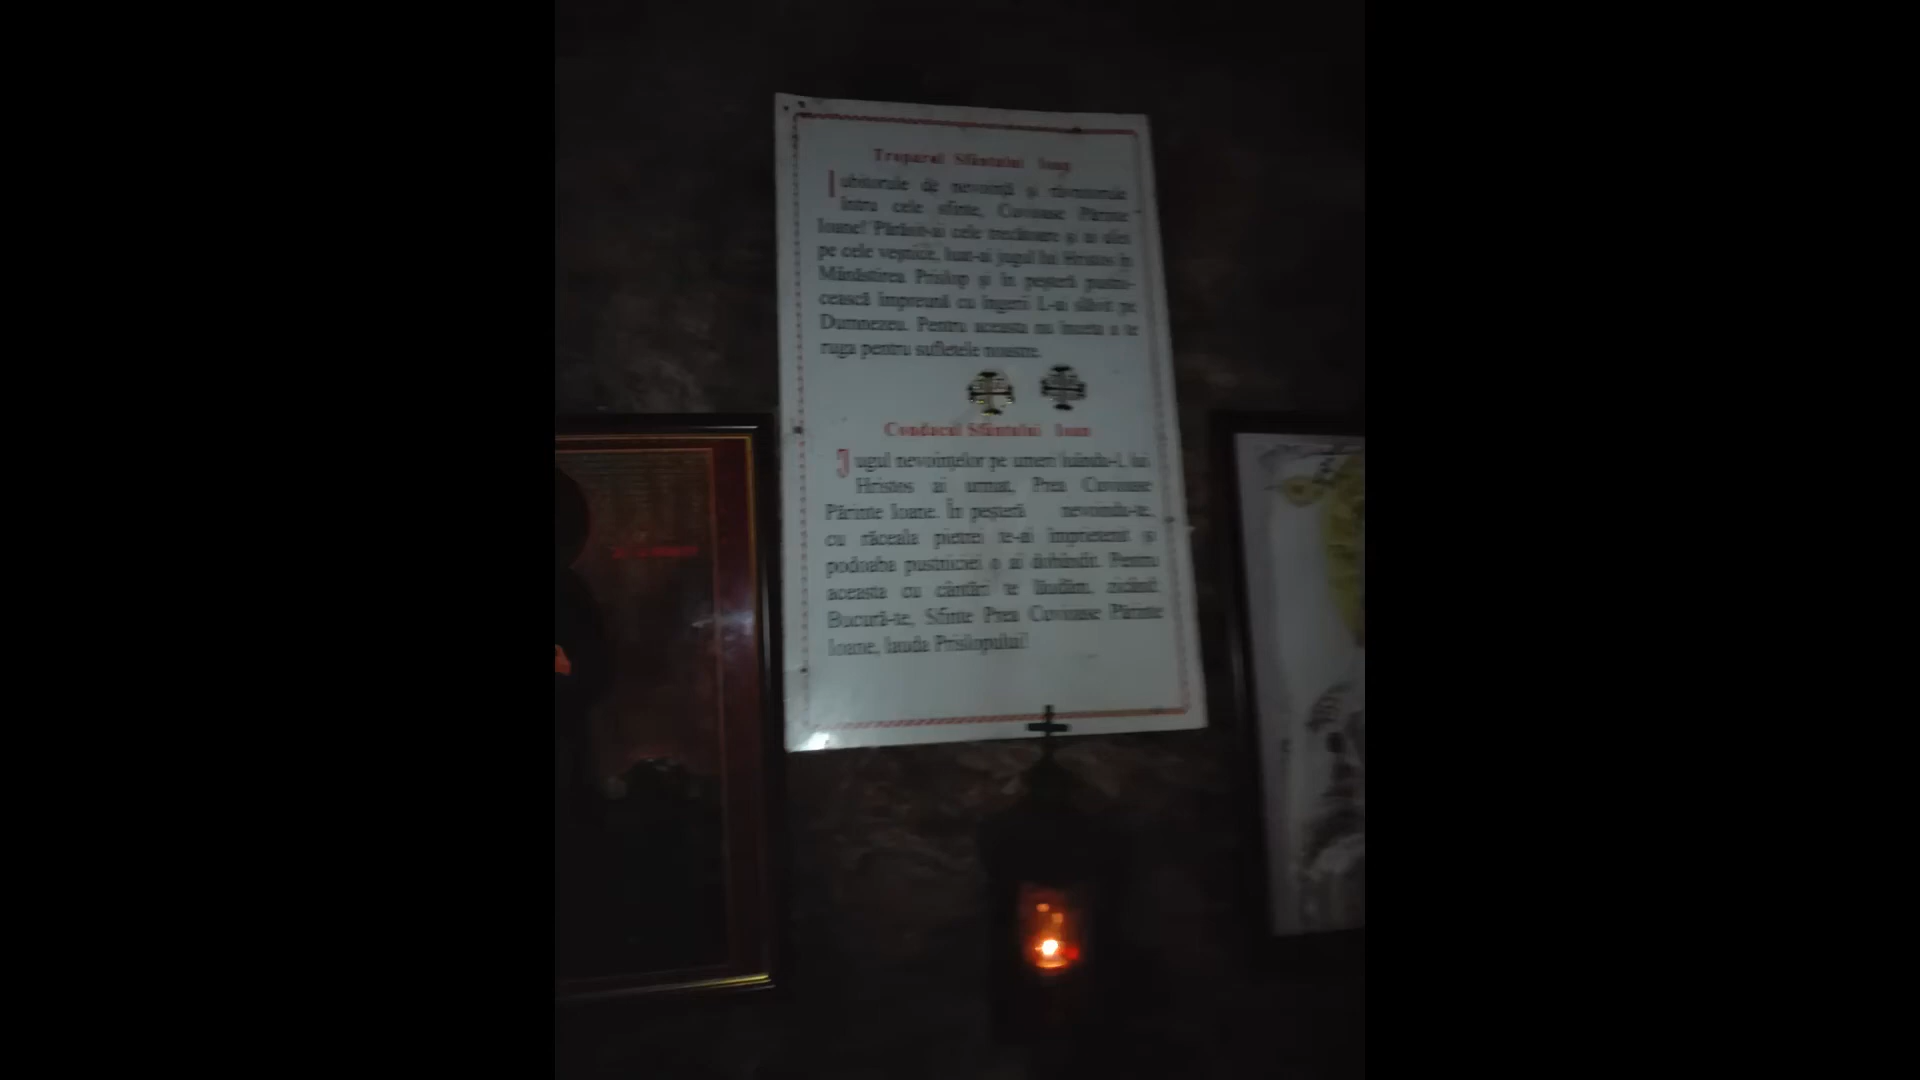 Troparul Sfântului Ioan
Iubitorule de nevoință și râvnitorule
întru cele sfinte, Cuvioase Părinte
Ioane! Părăsit-ai cele trecătoare și ai ales
pe cele veșnice, luat-ai jugul lui Hristos în
Mănăstirea Prislop și în peșteră pustni-
cească împreună cu îngerii L-ai slăvit pe
Dumnezeu. Pentru aceasta nu înceta a te
ruga pentru sufletele noastre.
Condacul Sfântului Ioan
Jugul nevoințelor pe umeri luându-L lui
Hristos ai urmat, Prea Cuvioase
Părinte Ioane. În peșteră nevoindu-te,
cu răceala pietrei te-ai împrietenit și
podoaba pustniciei o ai dobândit. Pentru
aceasta cu cântări te lăudăm, zicând:
Bucură-te, Sfinte Prea Cuvioase Părinte
Ioane, lauda Prislopului!